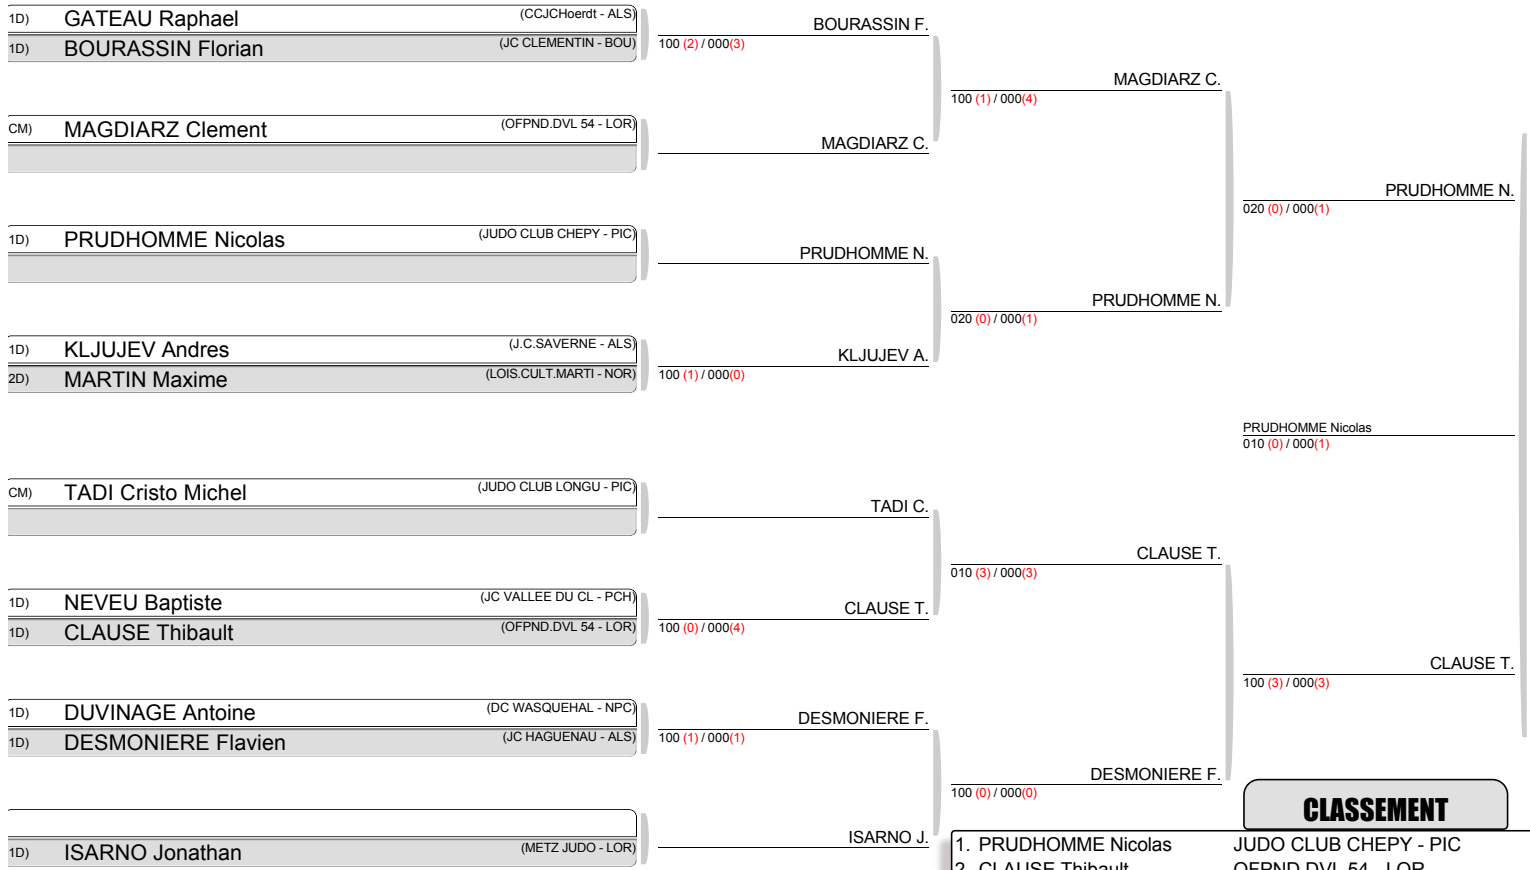 1D) GATEAU Raphael (CCJCHoerdt - ALS)
1D) BOURASSIN Florian (JC CLEMENTIN - BOU)
CM) MAGDIARZ Clement (OFPND.DVL 54 - LOR)
1D) PRUDHOMME Nicolas (JUDO CLUB CHEPY - PIC)
1D) KLJUJEV Andres (J.C.SAVERNE - ALS)
2D) MARTIN Maxime (LOIS.CULT.MARTI - NOR)
CM) TADI Cristo Michel (JUDO CLUB LONGU - PIC)
1D) NEVEU Baptiste (JC VALLEE DU CL - PCH)
1D) CLAUSE Thibault (OFPND.DVL 54 - LOR)
1D) DUVINAGE Antoine (DC WASQUEHAL - NPC)
1D) DESMONIERE Flavien (JC HAGUENAU - ALS)
1D) ISARNO Jonathan (METZ JUDO - LOR)
BOURASSIN F.
100 (2) / 000(3)
MAGDIARZ C.
PRUDHOMME N.
KLJUJEV A.
100 (1) / 000(0)
TADI C.
CLAUSE T.
100 (0) / 000(4)
DESMONIERE F.
100 (1) / 000(1)
ISARNO J.
MAGDIARZ C.
100 (1) / 000(4)
PRUDHOMME N.
020 (0) / 000(1)
CLAUSE T.
010 (3) / 000(3)
DESMONIERE F.
100 (0) / 000(0)
PRUDHOMME N.
020 (0) / 000(1)
PRUDHOMME Nicolas
010 (0) / 000(1)
CLAUSE T.
100 (3) / 000(3)
CLASSEMENT
1. PRUDHOMME Nicolas JUDO CLUB CHEPY - PIC
2. CLAUSE Thibault OFPND.DVL 54 - LOR